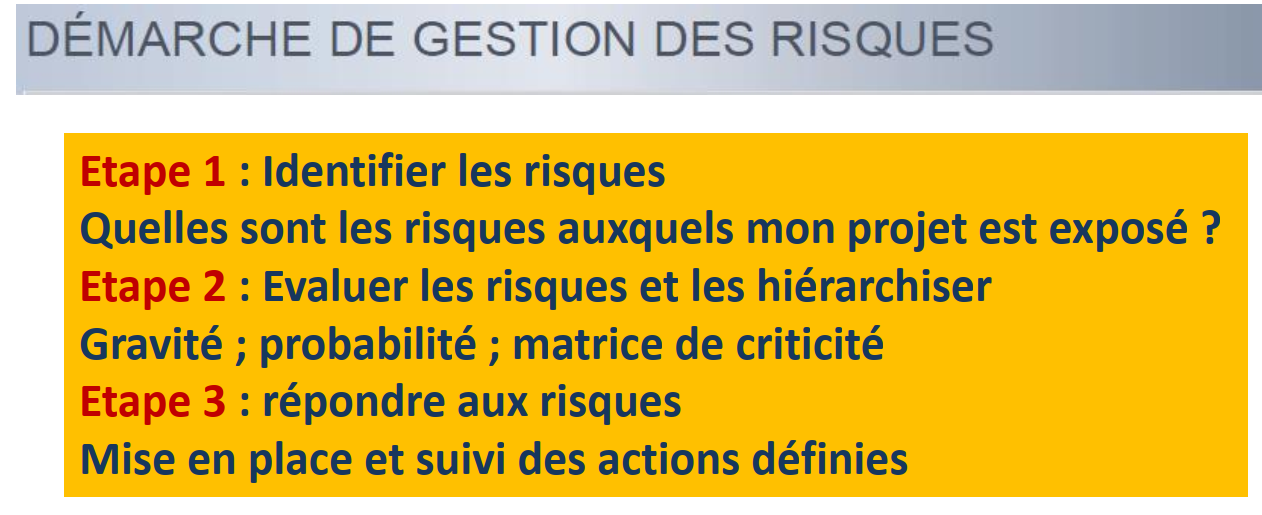 DÉMARCHE DE GESTION DES RISQUES
Etape 1 : Identifier les risques
Quelles sont les risques auxquels mon projet est exposé ?
Etape 2 : Evaluer les risques et les hiérarchiser
Gravité ; probabilité ; matrice de criticité
Etape 3 : répondre aux risques
Mise en place et suivi des actions définies